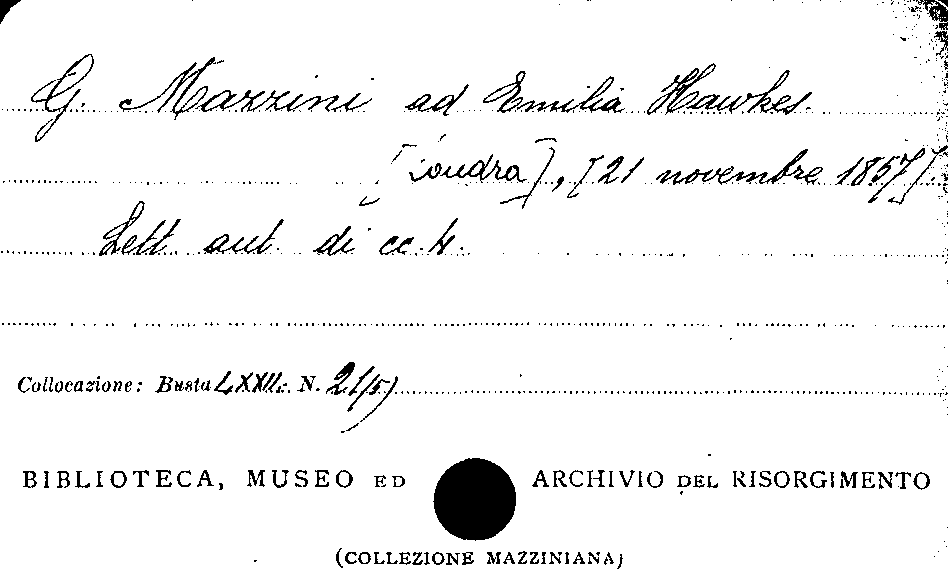 G. Mazzini ad Emilia Hawkes.
[Londra], [21 novembre 1857].
Lett. aut. di cc. 4.
Collocazione: Busta LXXII c. N. 21(5)
BIBLIOTECA, MUSEO ED ARCHIVIO DEL RISORGIMENTO
(COLLEZIONE MAZZINIANA)